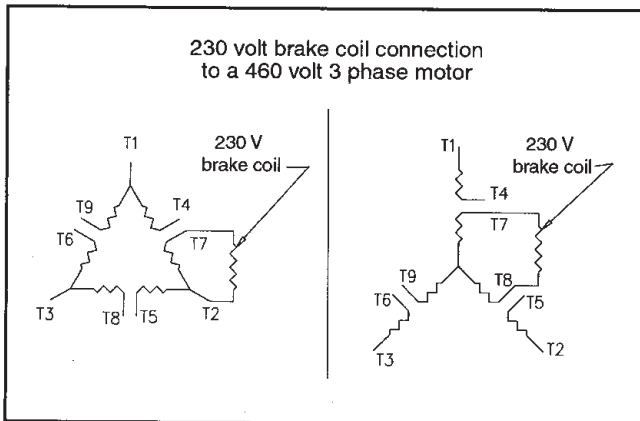 230 volt brake coil connection
to a 460 volt 3 phase motor
T1
230 V
brake coil
T9
T4
T6
T7
T3
T8
T5
T2
T1
230 V
brake coil
T4
T7
T9
T8
T6
T5
T3
T2